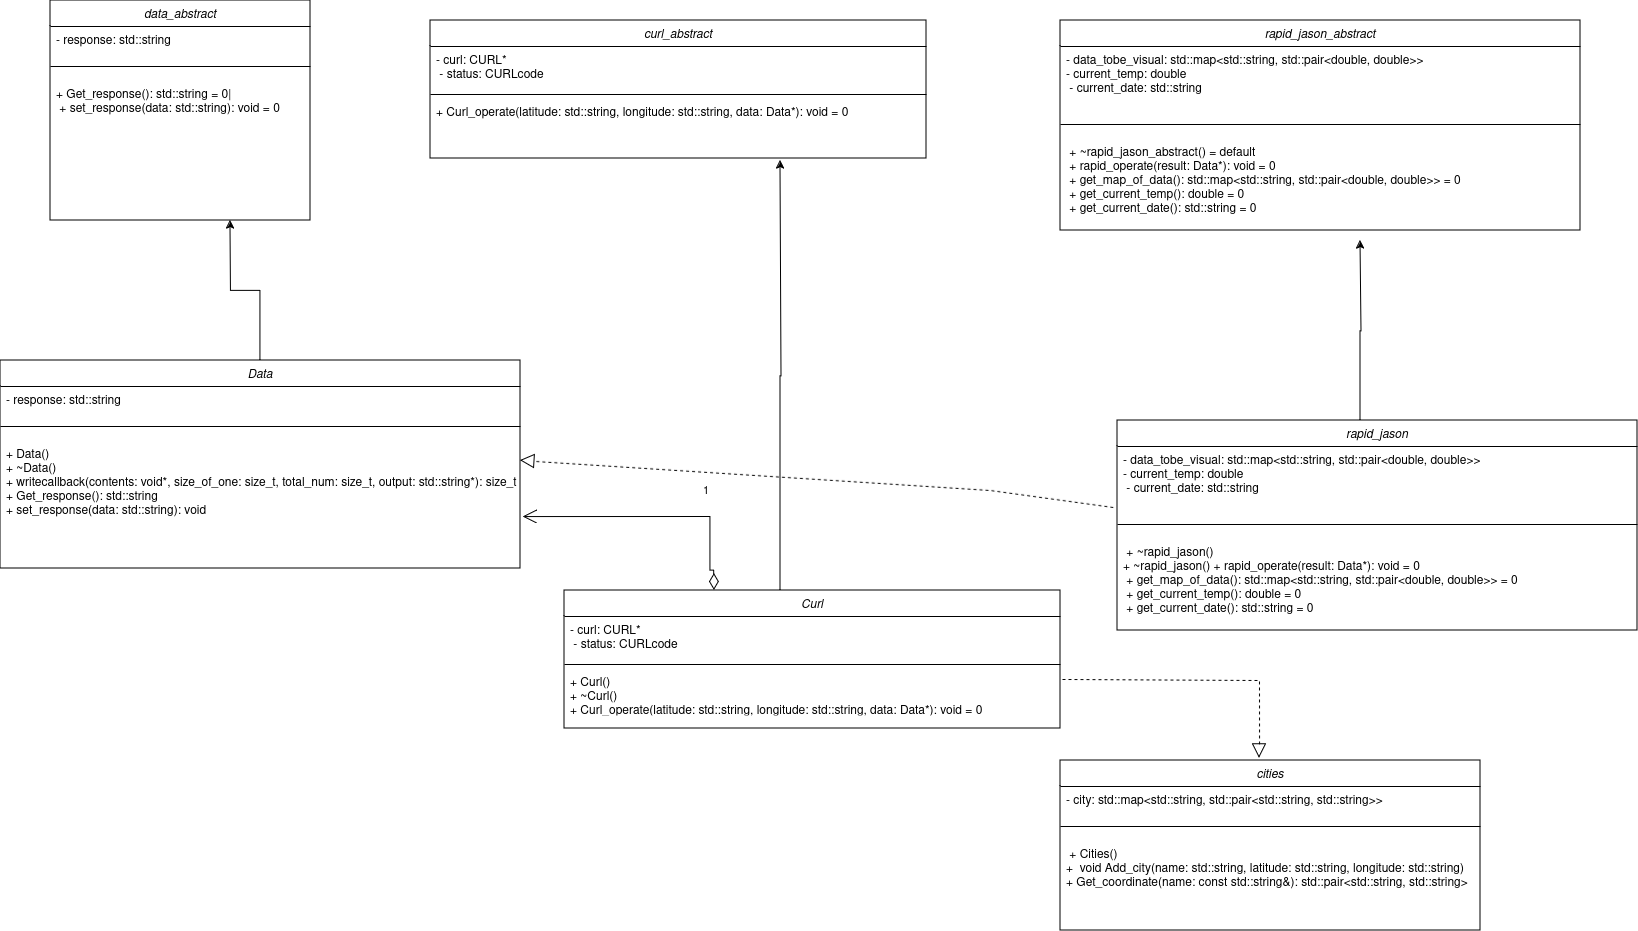 data_abstract
- response: std::string
+ Get_response(): std::string = 0|
+ set_response(data: std::string): void = 0
curl_abstract
- curl: CURL*
- status: CURLcode
+ Curl_operate(latitude: std::string, longitude: std::string, data: Data*): void = 0
rapid_jason_abstract
- data_tobe_visual: std::map<std::string, std::pair<double, double>>
- current_temp: double
- current_date: std::string
+ ~rapid_jason_abstract() = default
+ rapid_operate(result: Data*): void = 0
+ get_map_of_data(): std::map<std::string, std::pair<double, double>> = 0
+ get_current_temp(): double = 0
+ get_current_date(): std::string = 0
Data
- response: std::string
+ Data()
+ ~Data()
+ writecallback(contents: void*, size_of_one: size_t, total_num: size_t, output: std::string*): size_t
+ Get_response(): std::string
+ set_response(data: std::string): void
1
rapid_jason
- data_tobe_visual: std::map<std::string, std::pair<double, double>>
- current_temp: double
- current_date: std::string
+ ~rapid_jason()
+ ~rapid_jason() + rapid_operate(result: Data*): void = 0
+ get_map_of_data(): std::map<std::string, std::pair<double, double>> = 0
+ get_current_temp(): double = 0
+ get_current_date(): std::string = 0
Curl
- curl: CURL*
- status: CURLcode
+ Curl()
+ ~Curl()
+ Curl_operate(latitude: std::string, longitude: std::string, data: Data*): void = 0
cities
- city: std::map<std::string, std::pair<std::string, std::string>>
+ Cities()
+ void Add_city(name: std::string, latitude: std::string, longitude: std::string)
+ Get_coordinate(name: const std::string&): std::pair<std::string, std::string>